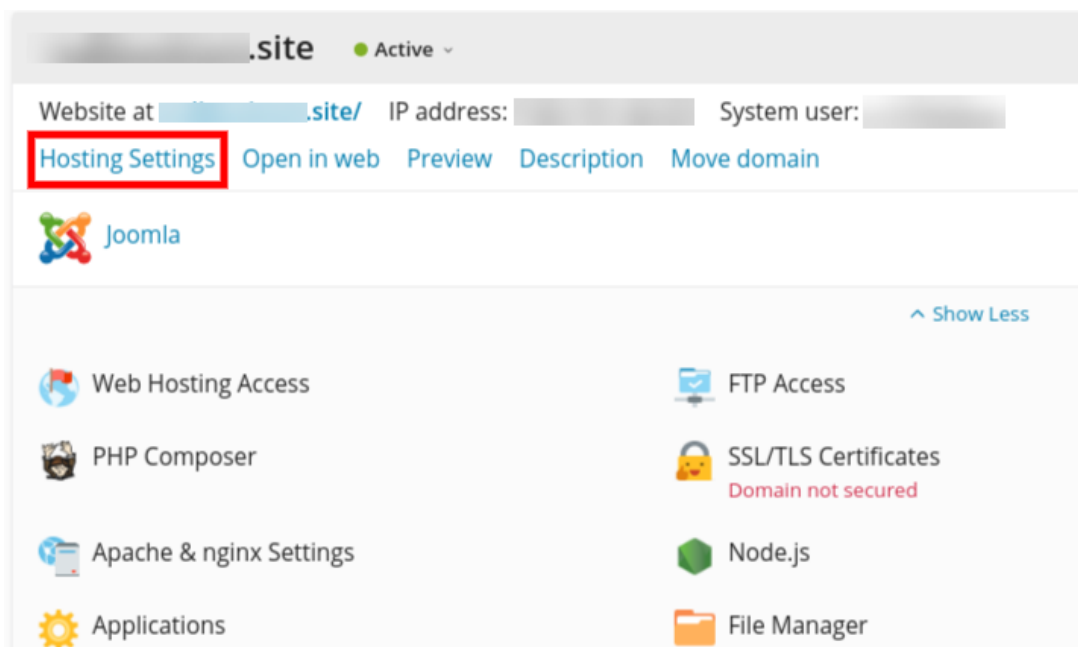 .site Active
Website at .site/ IP address: System user:
Hosting Settings Open in web Preview Description Move domain
Joomla
Show Less
Web Hosting Access FTP Access
PHP Composer SSL/TLS Certificates
Domain not secured
Apache & nginx Settings Node.js
Applications File Manager